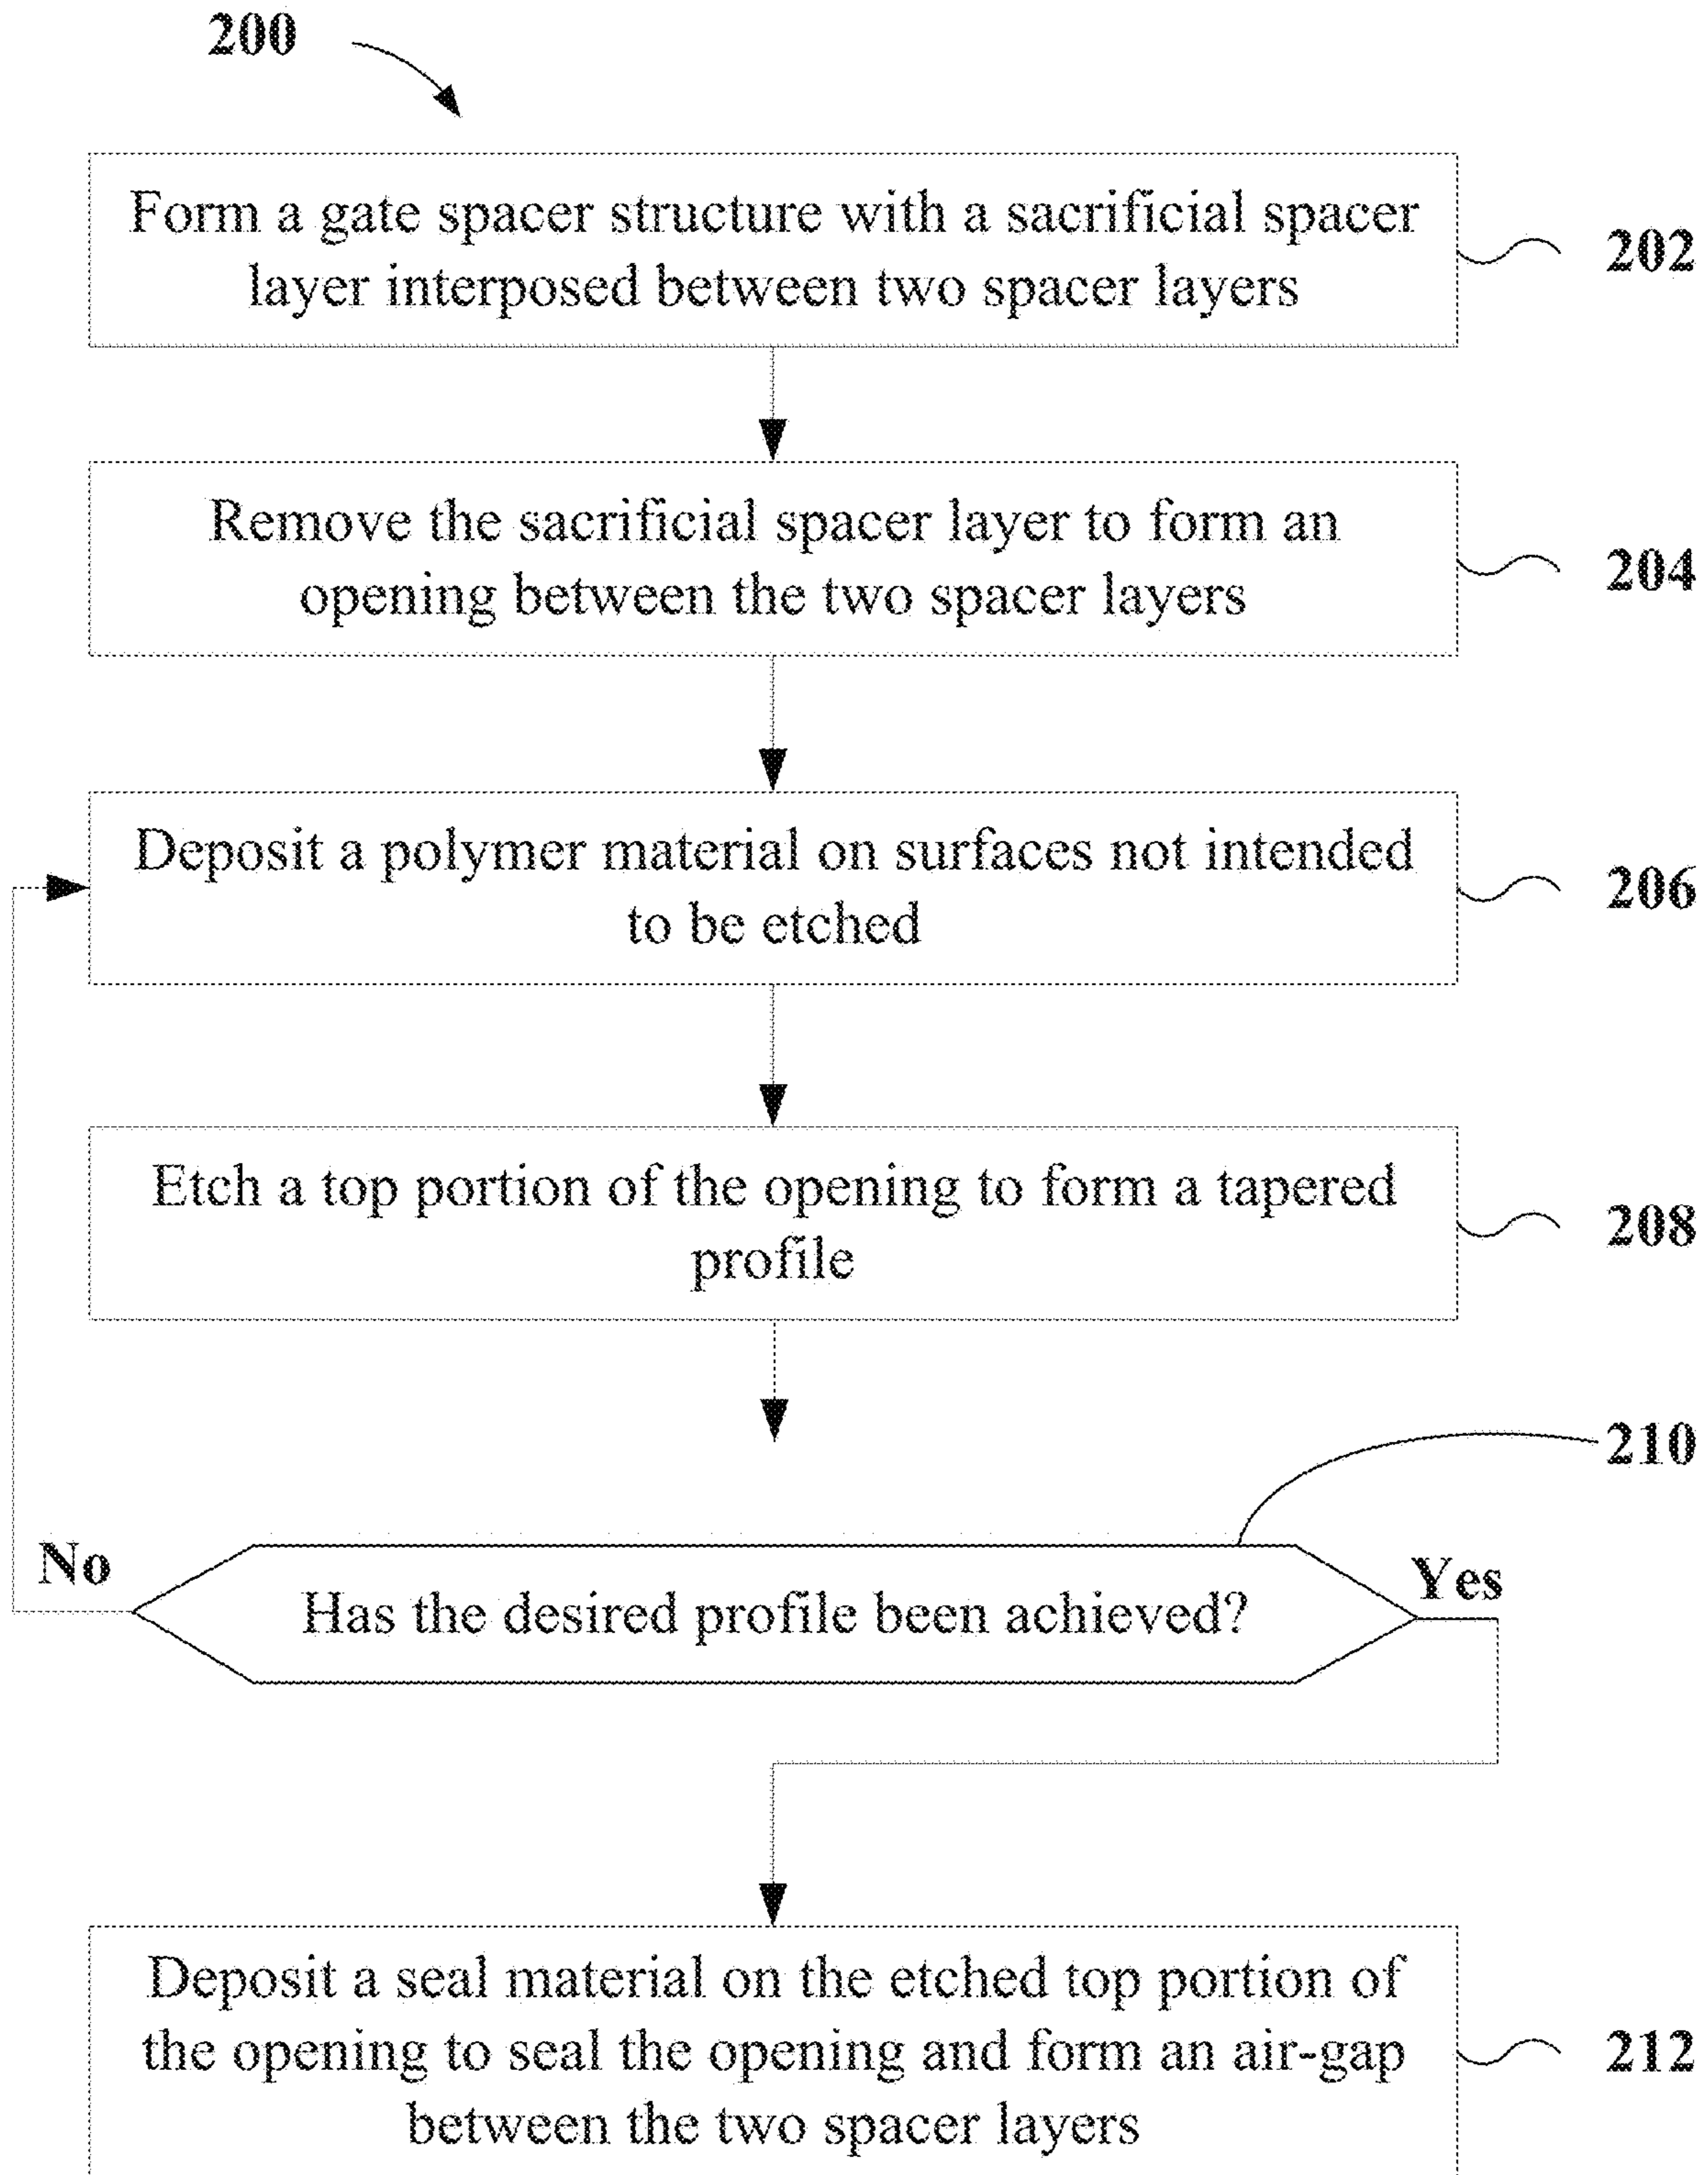 200
Form a gate spacer structure with a sacrificial spacer
layer interposed between two spacer layers
202
Remove the sacrificial spacer layer to form an
opening between the two spacer layers
204
Deposit a polymer material on surfaces not intended
to be etched
206
Etch a top portion of the opening to form a tapered
profile
208
210
No
Has the desired profile been achieved?
Yes
Deposit a seal material on the etched top portion of
the opening to seal the opening and form an air-gap
between the two spacer layers
212